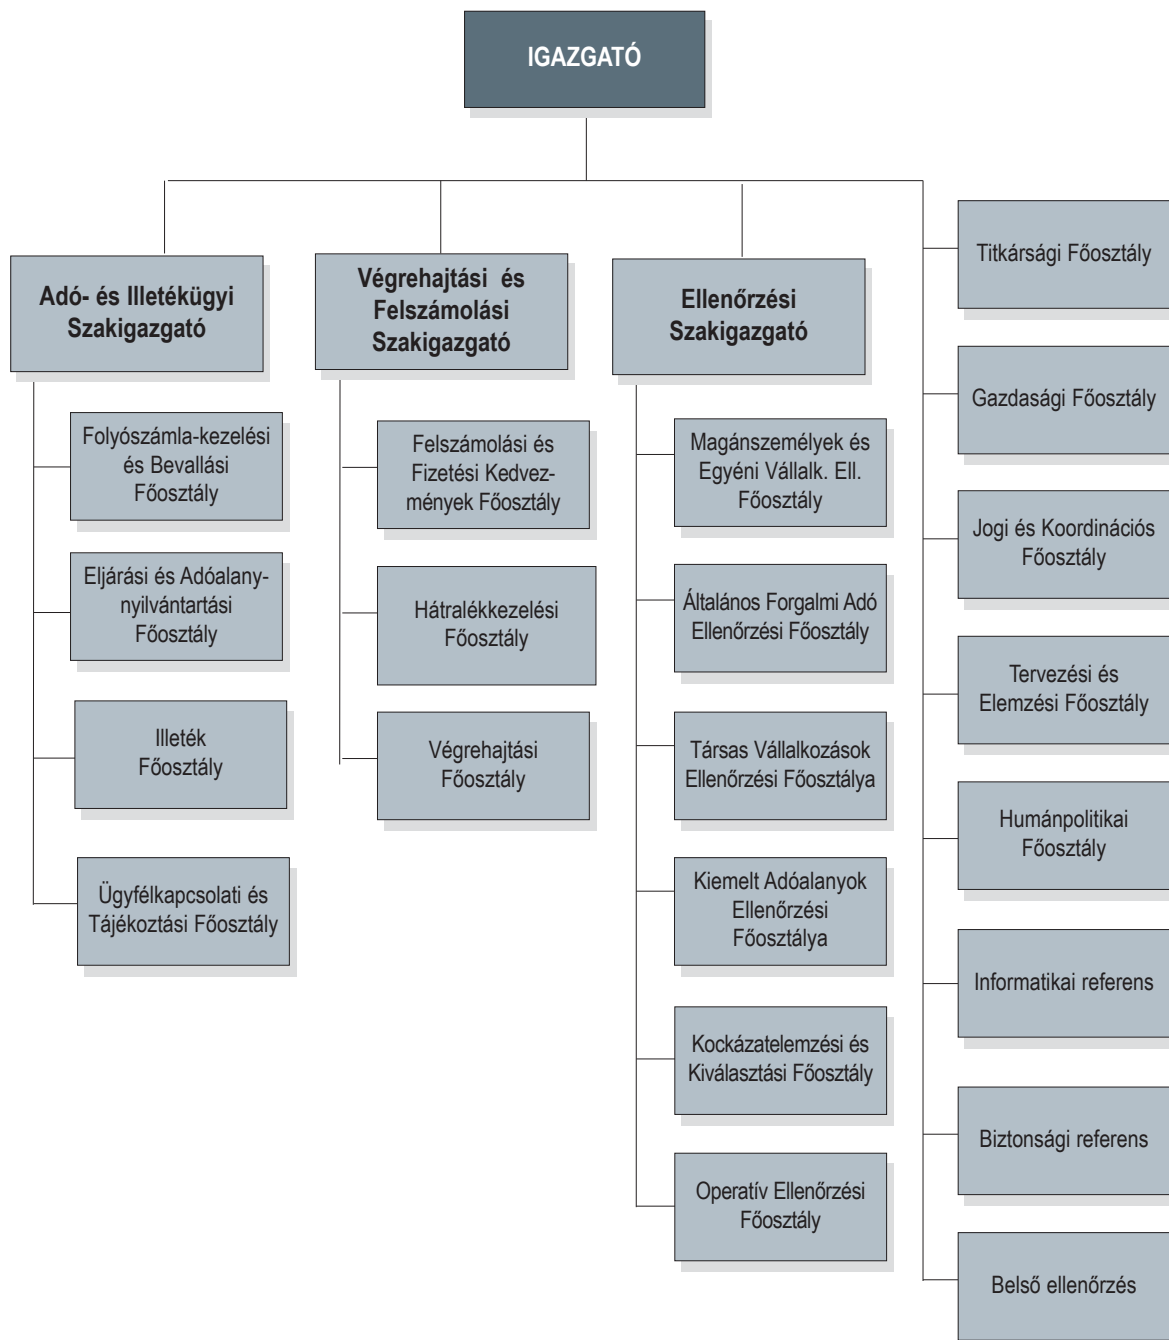 IGAZGATÓ
Adó- és Illetékügyi
Szakigazgató
Folyószámla-kezelési
és Bevallási
Főosztály
Eljárási és Adóalany-
nyilvántartási
Főosztály
Illeték
Főosztály
Ügyfélkapcsolati és
Tájékoztatási Főosztály
Végrehajtási és
Felszámolási
Szakigazgató
Felszámolási és
Fizetési Kedvez-
mények Főosztály
Hátralékkezelési
Főosztály
Végrehajtási
Főosztály
Ellenőrzési
Szakigazgató
Magánszemélyek és
Egyéni Vállalk. Ell.
Főosztály
Általános Forgalmi Adó
Ellenőrzési Főosztály
Társas Vállalkozások
Ellenőrzési Főosztálya
Kiemelt Adóalanyok
Ellenőrzési
Főosztálya
Kockázatelemzési és
Kiválasztási Főosztály
Operatív Ellenőrzési
Főosztály
Titkársági Főosztály
Gazdasági Főosztály
Jogi és Koordinációs
Főosztály
Tervezési és
Elemzési Főosztály
Humánpolitikai
Főosztály
Informatikai referens
Biztonsági referens
Belső ellenőrzés